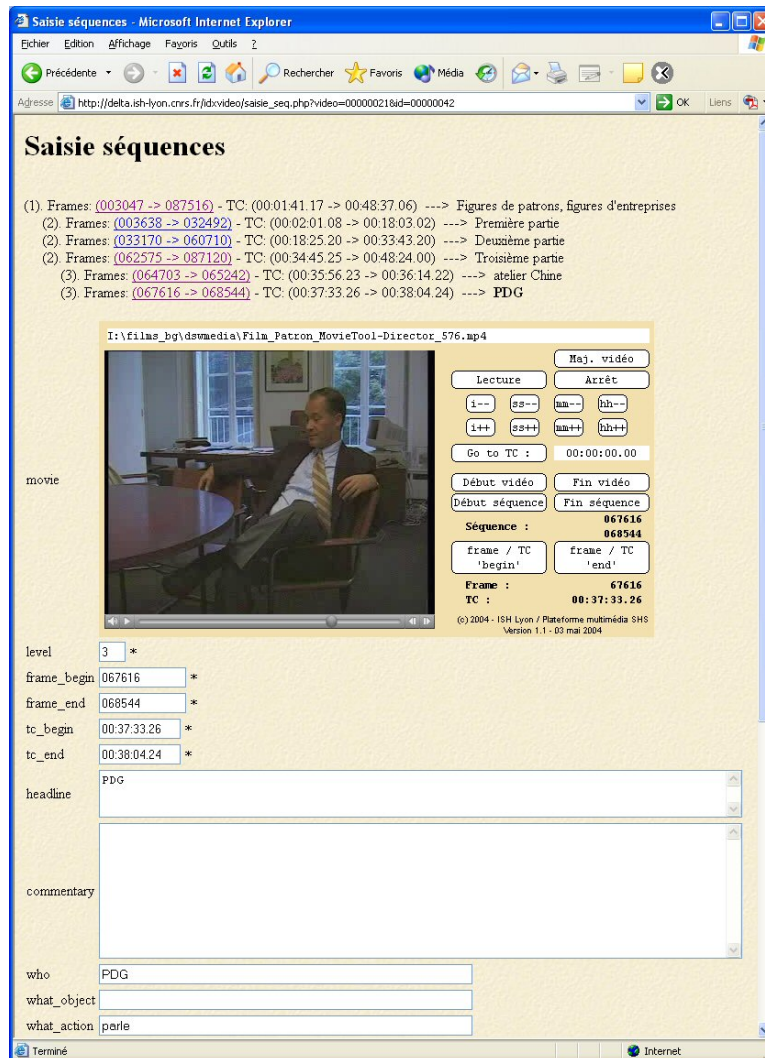 Saisie séquences - Microsoft Internet Explorer
Fichier Edition Affichage Favoris Outils ?
Précédente Rechercher Favoris Média
Adresse http://delta.ish-lyon.cnrs.fr/idxvideo/saisie_seq.php?video=00000021&id=00000042 OK Liens
Saisie séquences
(1). Frames: (003047 -> 087516) - TC: (00:01:41.17 -> 00:48:37.06) ---> Figures de patrons, figures d'entreprises
(2). Frames: (003638 -> 032492) - TC: (00:02:01.08 -> 00:18:03.02) ---> Première partie
(2). Frames: (033170 -> 060710) - TC: (00:18:25.20 -> 00:33:43.20) ---> Deuxième partie
(2). Frames: (062575 -> 087120) - TC: (00:34:45.25 -> 00:48:24.00) ---> Troisième partie
(3). Frames: (064703 -> 065242) - TC: (00:35:56.23 -> 00:36:14.22) ---> atelier Chine
(3). Frames: (067616 -> 068544) - TC: (00:37:33.26 -> 00:38:04.24) ---> PDG
I:\films_bg\dswmedia\Film_Patron_MovieTool-Director_576.mp4
Maj. vidéo
Lecture Arrêt
i-- ss-- mm-- hh--
i++ ss++ mm++ hh++
Go to TC : 00:00:00.00
movie
Début vidéo Fin vidéo
Début séquence Fin séquence
Séquence : 067616
068544
frame / TC 'begin' frame / TC 'end'
Frame : 67616
TC : 00:37:33.26
(c) 2004 - ISH Lyon / Plateforme multimédia SHS
Version 1.1 - 03 mai 2004
level 3 *
frame_begin 067616 *
frame_end 068544 *
tc_begin 00:37:33.26 *
tc_end 00:38:04.24 *
headline PDG
commentary
who PDG
what_object
what_action parle
Terminé Internet